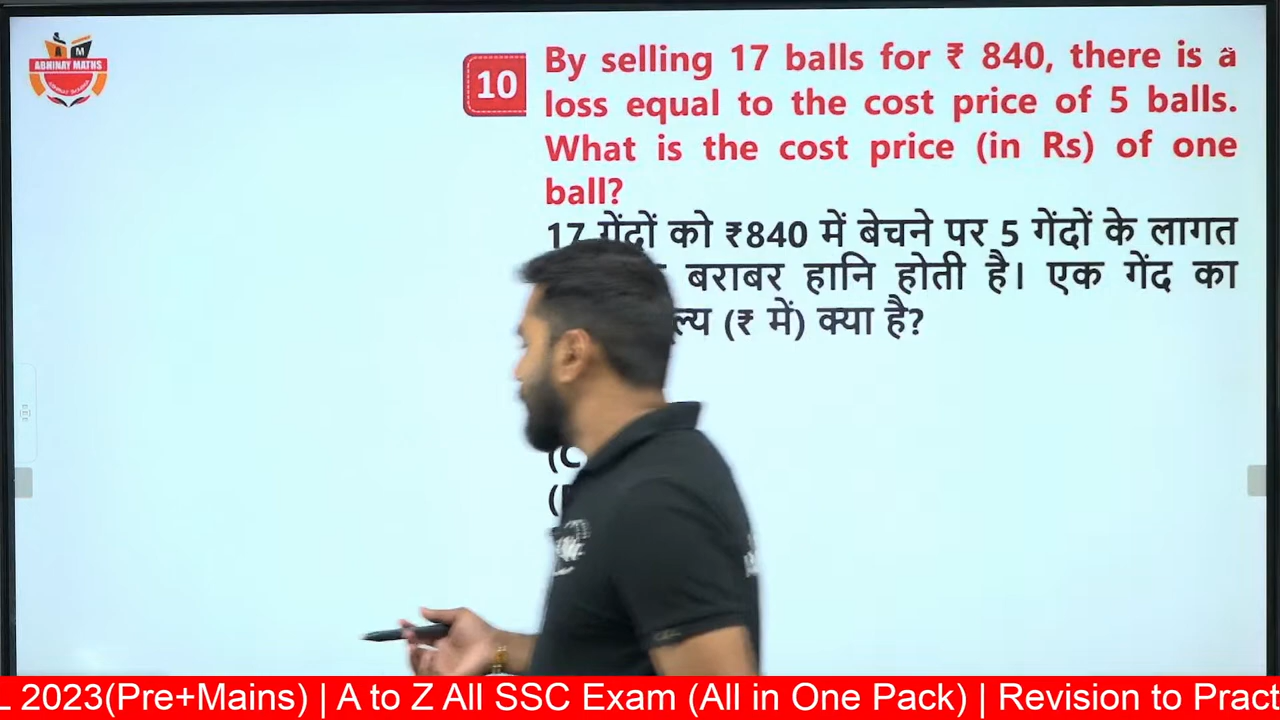 M
ABHINAY MATHS
10
By selling 17 balls for ₹ 840, there is a
loss equal to the cost price of 5 balls.
What is the cost price (in Rs) of one
ball?
17 गेंदों को ₹840 में बेचने पर 5 गेंदों के लागत
बराबर हानि होती है। एक गेंद का
(₹ में) क्या है?
(C
L 2023(Pre+Mains) | A to Z All SSC Exam (All in One Pack) | Revision to Pract